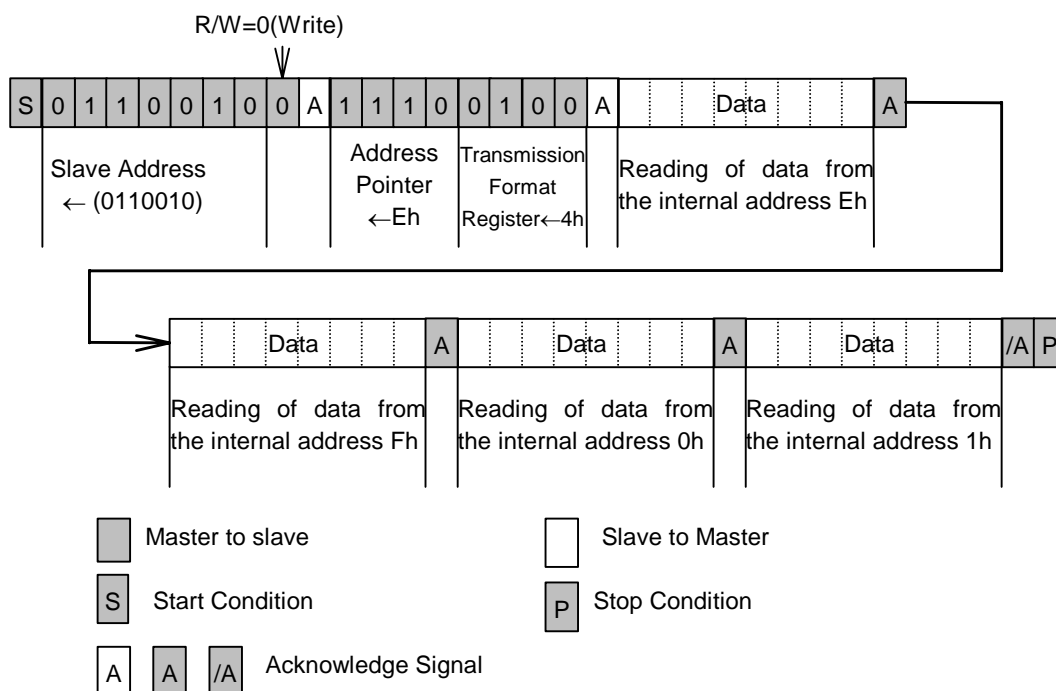 R/W=0(Write)
S 0 1 1 0 0 1 0 0 A 1 1 1 0 0 1 0 0 A Data A
Slave Address
← (0110010)
Address
Pointer
←Eh
Transmission
Format
Register←4h
Reading of data from
the internal address Eh
Data A Data A Data /A P
Reading of data from
the internal address Fh
Reading of data from
the internal address 0h
Reading of data from
the internal address 1h
Master to slave
Slave to Master
S Start Condition
P Stop Condition
A A /A Acknowledge Signal